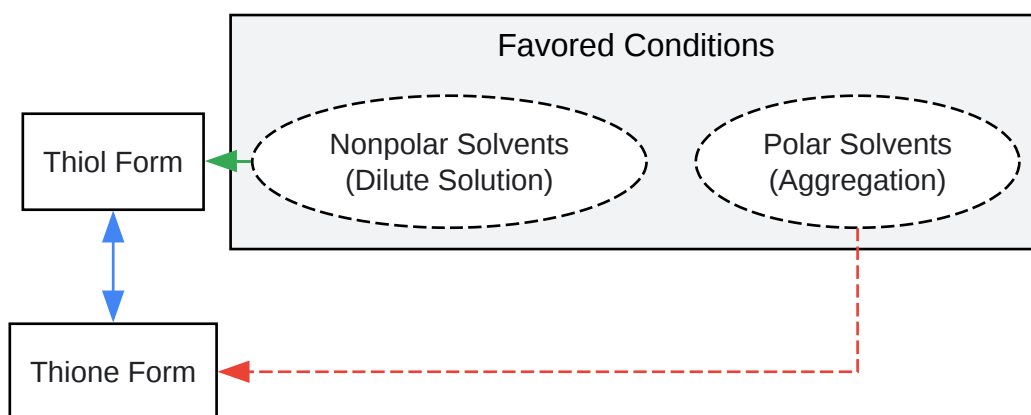 Favored Conditions
Thiol Form
Nonpolar Solvents
(Dilute Solution)
Polar Solvents
(Aggregation)
Thione Form